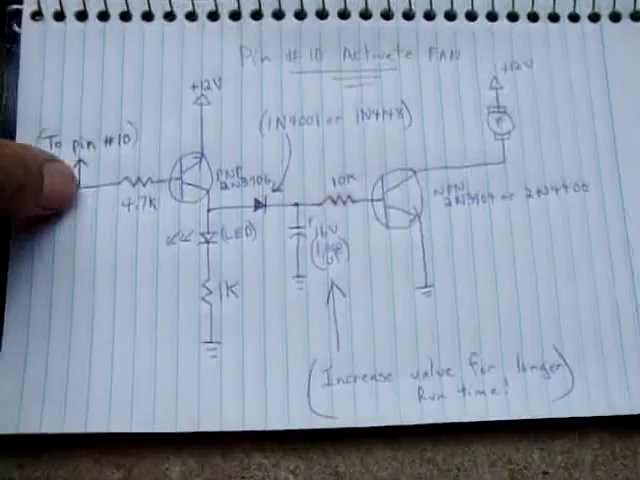 Pin #10 Activate FAN
+12V
+12V
(To pin #10)
(1N4001 or 1N4148)
PNP
2N3906
4.7K
10K
NPN
2N3904 or 2N4400
(LED)
16V
1K
(Increase value for longer
Run time!)